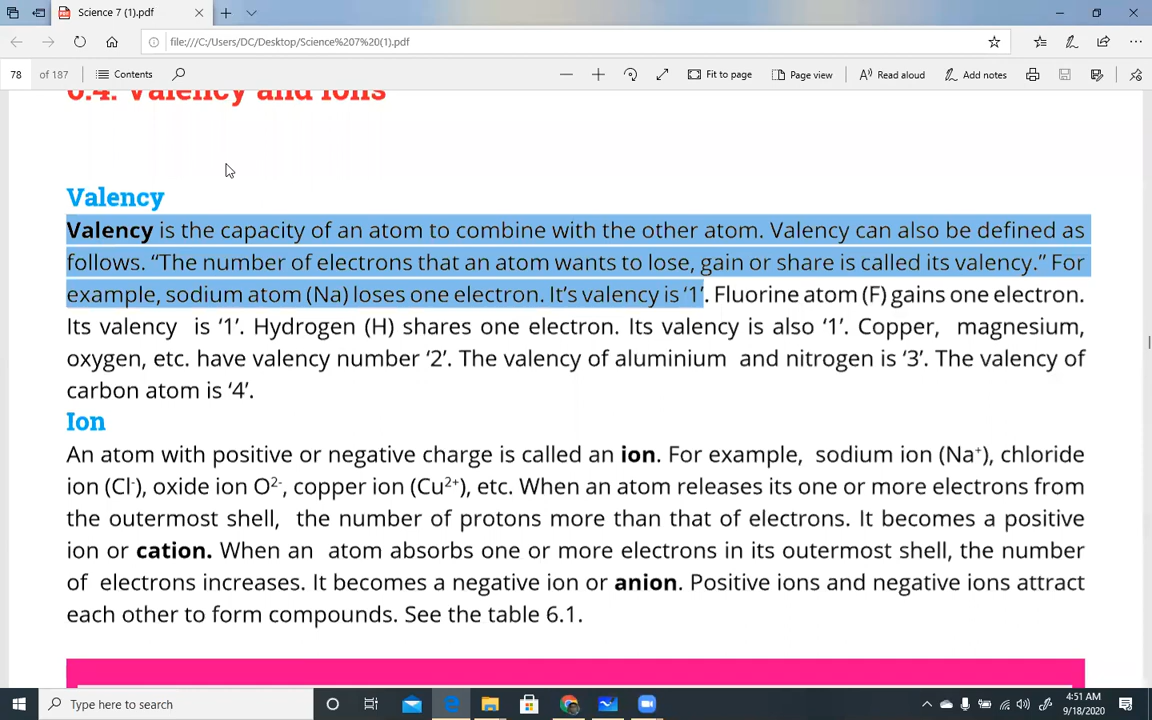 Science 7 (1).pdf
file:///C:/Users/DC/Desktop/Science%207%20(1).pdf
78 of 187 Contents Fit to page Page view Read aloud Add notes
6.4. Valency and Ions
Valency
Valency is the capacity of an atom to combine with the other atom. Valency can also be defined as
follows. “The number of electrons that an atom wants to lose, gain or share is called its valency.” For
example, sodium atom (Na) loses one electron. It’s valency is ‘1’. Fluorine atom (F) gains one electron.
Its valency is ‘1’. Hydrogen (H) shares one electron. Its valency is also ‘1’. Copper, magnesium,
oxygen, etc. have valency number ‘2’. The valency of aluminium and nitrogen is ‘3’. The valency of
carbon atom is ‘4’.
Ion
An atom with positive or negative charge is called an ion. For example, sodium ion (Na⁺), chloride
ion (Cl⁻), oxide ion O²⁻, copper ion (Cu²⁺), etc. When an atom releases its one or more electrons from
the outermost shell, the number of protons more than that of electrons. It becomes a positive
ion or cation. When an atom absorbs one or more electrons in its outermost shell, the number
of electrons increases. It becomes a negative ion or anion. Positive ions and negative ions attract
each other to form compounds. See the table 6.1.
Type here to search
4:51 AM
9/18/2020